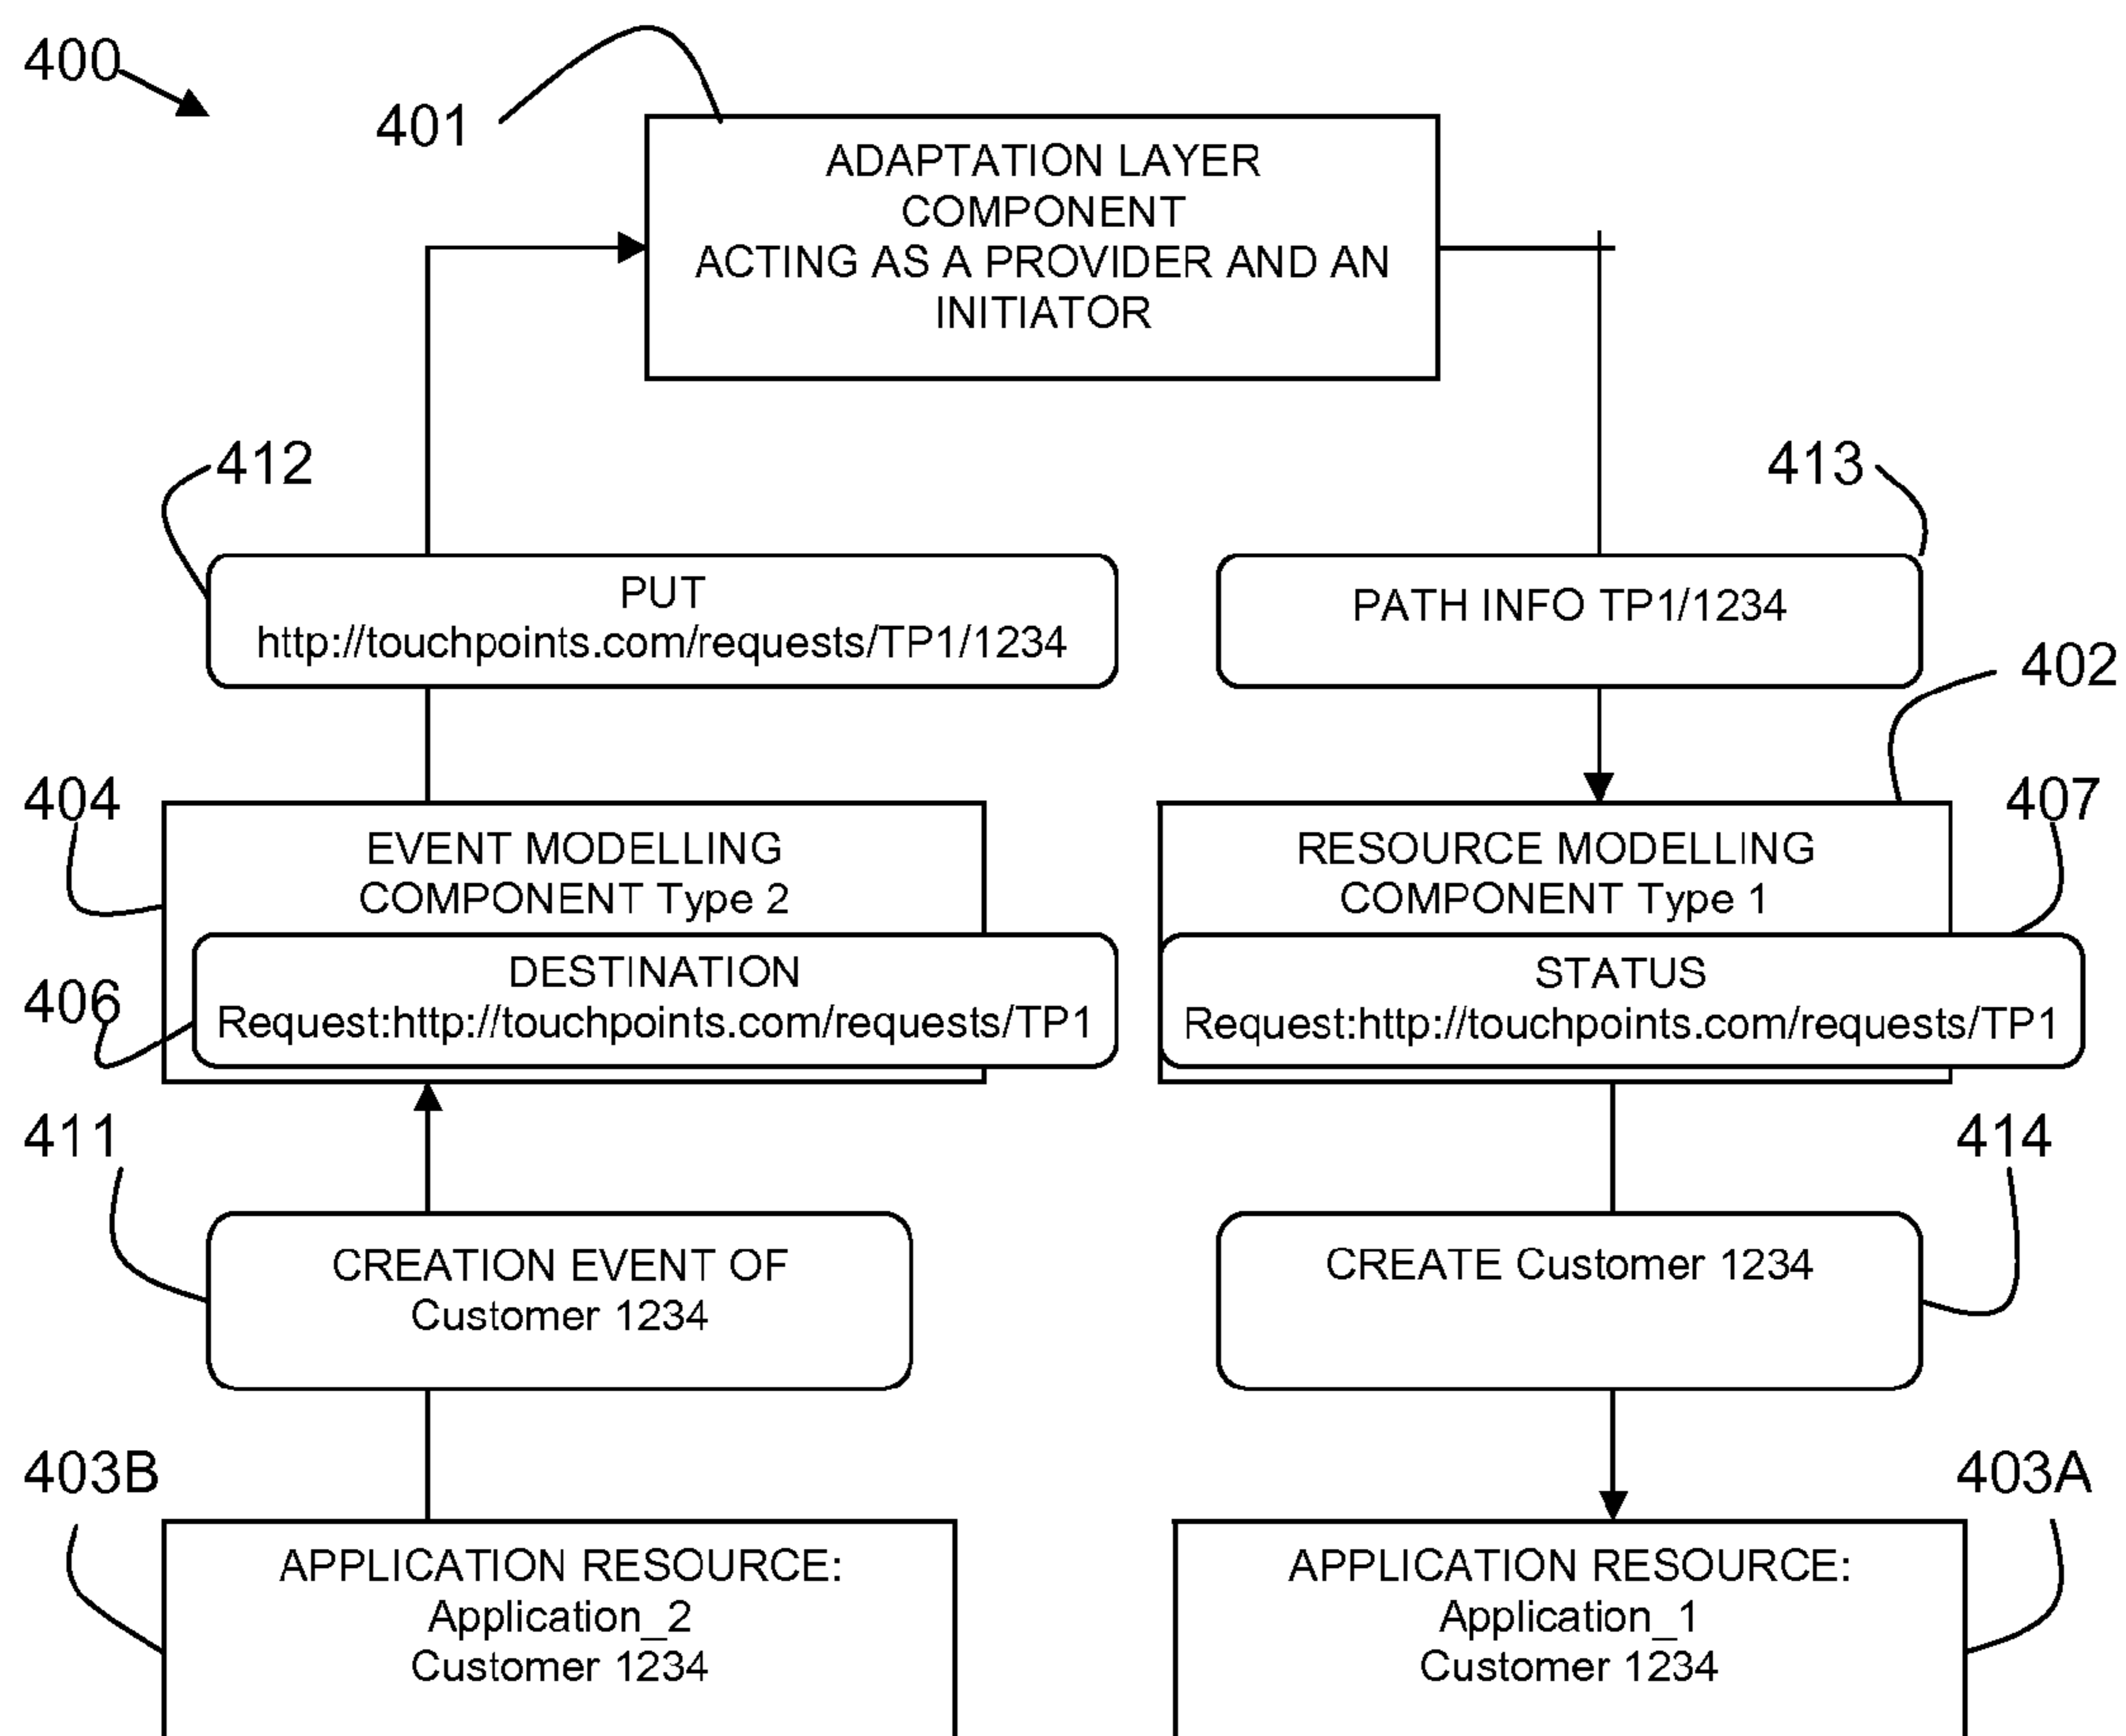 400
401
ADAPTATION LAYER
COMPONENT
ACTING AS A PROVIDER AND AN
INITIATOR
412
413
PUT
http://touchpoints.com/requests/TP1/1234
PATH INFO TP1/1234
402
404
407
EVENT MODELLING
COMPONENT Type 2
RESOURCE MODELLING
COMPONENT Type 1
406
DESTINATION
Request:http://touchpoints.com/requests/TP1
STATUS
Request:http://touchpoints.com/requests/TP1
411
414
CREATION EVENT OF
Customer 1234
CREATE Customer 1234
403B
403A
APPLICATION RESOURCE:
Application_2
Customer 1234
APPLICATION RESOURCE:
Application_1
Customer 1234